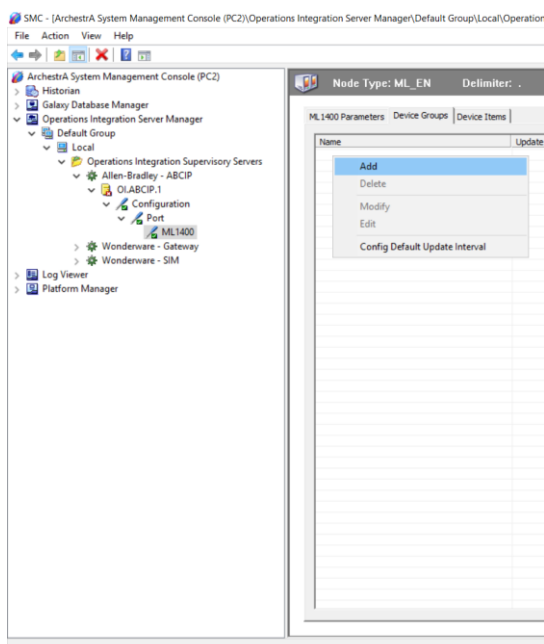 SMC - [ArchestrA System Management Console (PC2)\Operations Integration Server Manager\Default Group\Local\Operation
File Action View Help
ArchestrA System Management Console (PC2)
Historian
Galaxy Database Manager
Operations Integration Server Manager
Default Group
Local
Operations Integration Supervisory Servers
Allen-Bradley - ABCIP
OI.ABCIP.1
Configuration
Port
ML1400
Wonderware - Gateway
Wonderware - SIM
Log Viewer
Platform Manager
Node Type: ML_EN Delimiter: .
ML1400 Parameters Device Groups Device Items
Name Update
Add
Delete
Modify
Edit
Config Default Update Interval